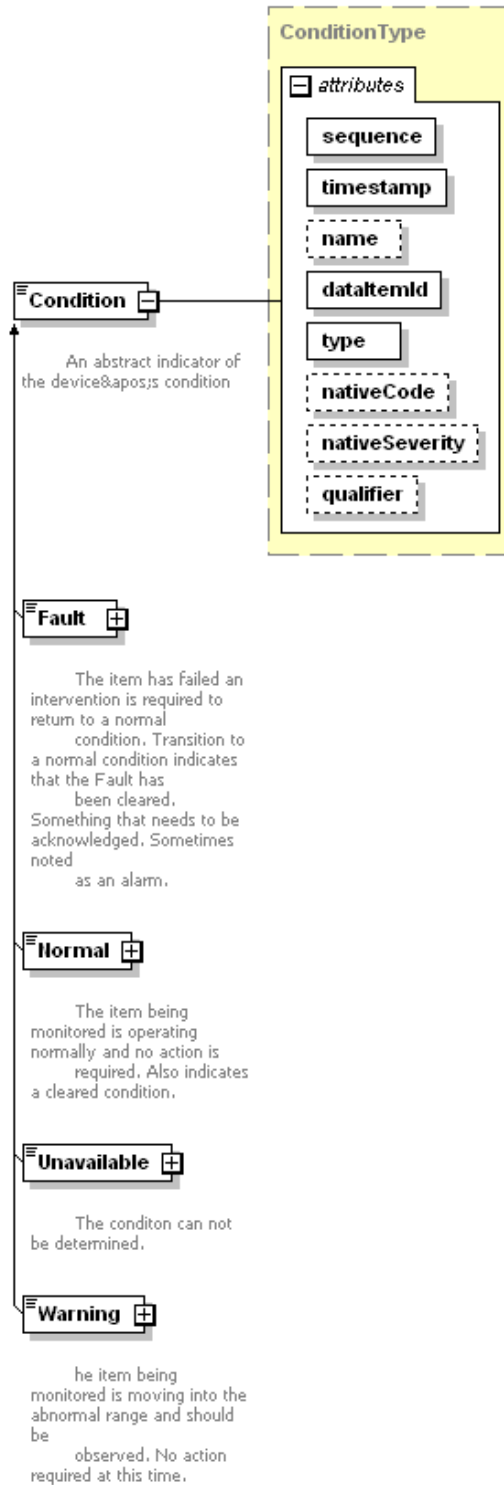 ConditionType
attributes
sequence
timestamp
name
dataItemId
type
nativeCode
nativeSeverity
qualifier
Condition
An abstract indicator of
the device&apos;s condition
Fault
The item has failed an
intervention is required to
return to a normal
condition. Transition to
a normal condition indicates
that the Fault has
been cleared.
Something that needs to be
acknowledged. Sometimes
noted
as an alarm.
Normal
The item being
monitored is operating
normally and no action is
required. Also indicates
a cleared condition.
Unavailable
The conditon can not
be determined.
Warning
he item being
monitored is moving into the
abnormal range and should
be
observed. No action
required at this time.